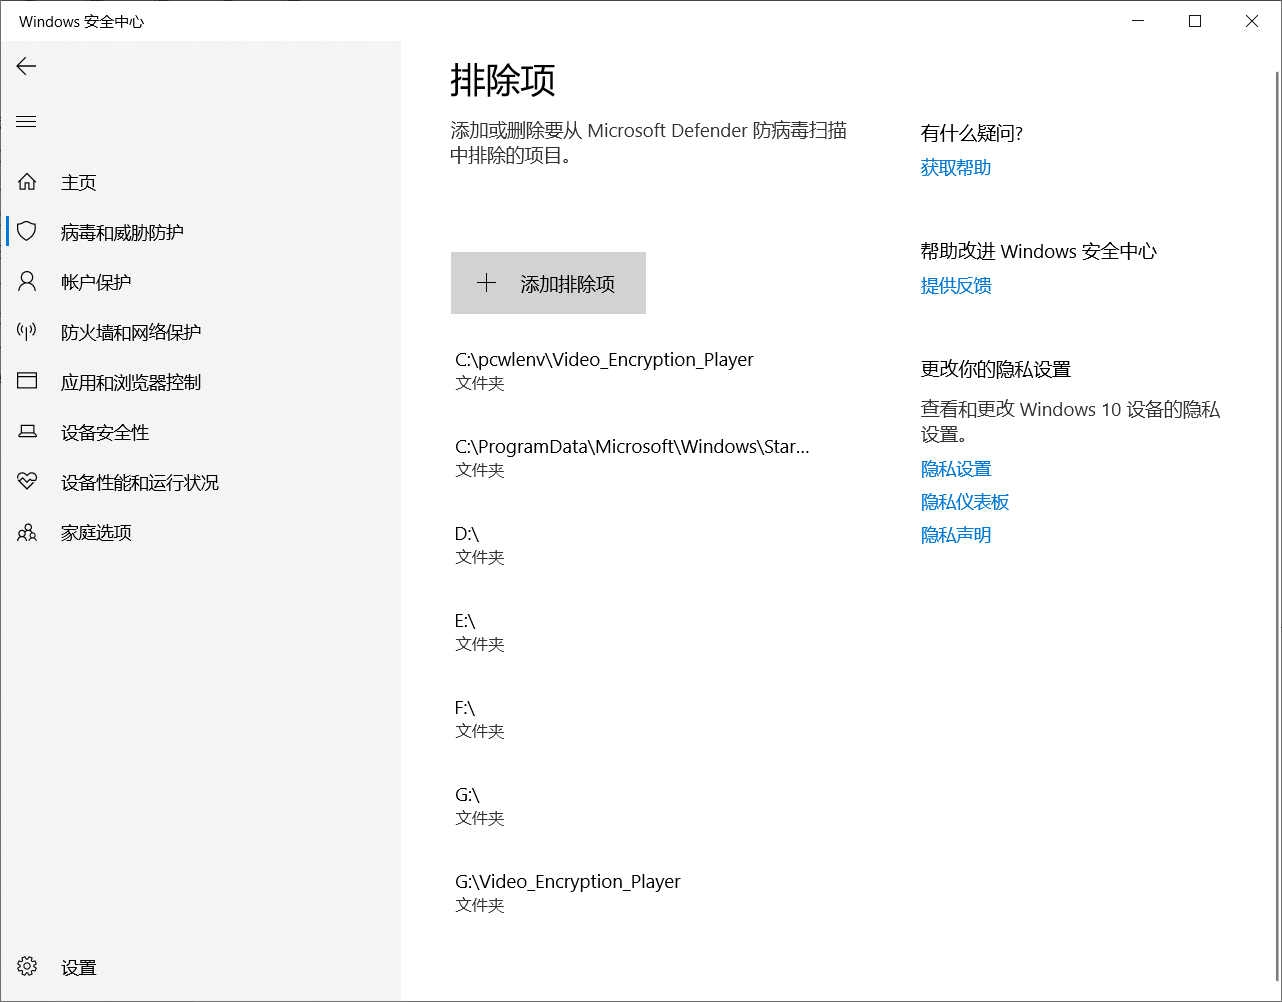 Windows 安全中心
主页
病毒和威胁防护
帐户保护
防火墙和网络保护
应用和浏览器控制
设备安全性
设备性能和运行状况
家庭选项
设置
排除项
添加或删除要从 Microsoft Defender 防病毒扫描
中排除的项目。
添加排除项
C:\pcwlenv\Video_Encryption_Player
文件夹
C:\ProgramData\Microsoft\Windows\Star...
文件夹
D:\
文件夹
E:\
文件夹
F:\
文件夹
G:\
文件夹
G:\Video_Encryption_Player
文件夹
有什么疑问?
获取帮助
帮助改进 Windows 安全中心
提供反馈
更改你的隐私设置
查看和更改 Windows 10 设备的隐私
设置。
隐私设置
隐私仪表板
隐私声明